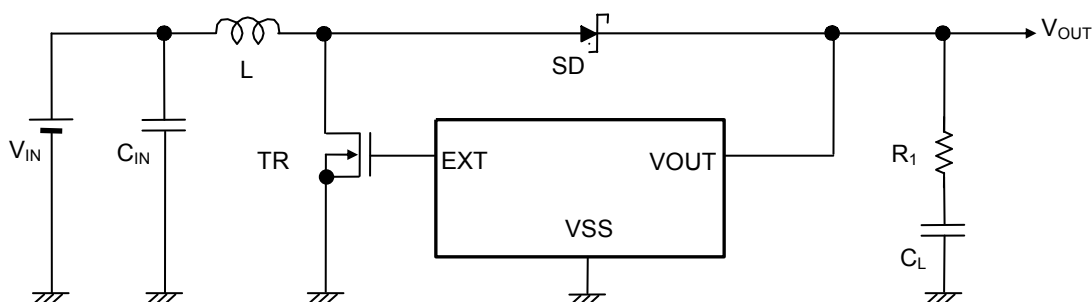 V_OUT
L
SD
V_IN
C_IN
TR
EXT
VOUT
VSS
R_1
C_L